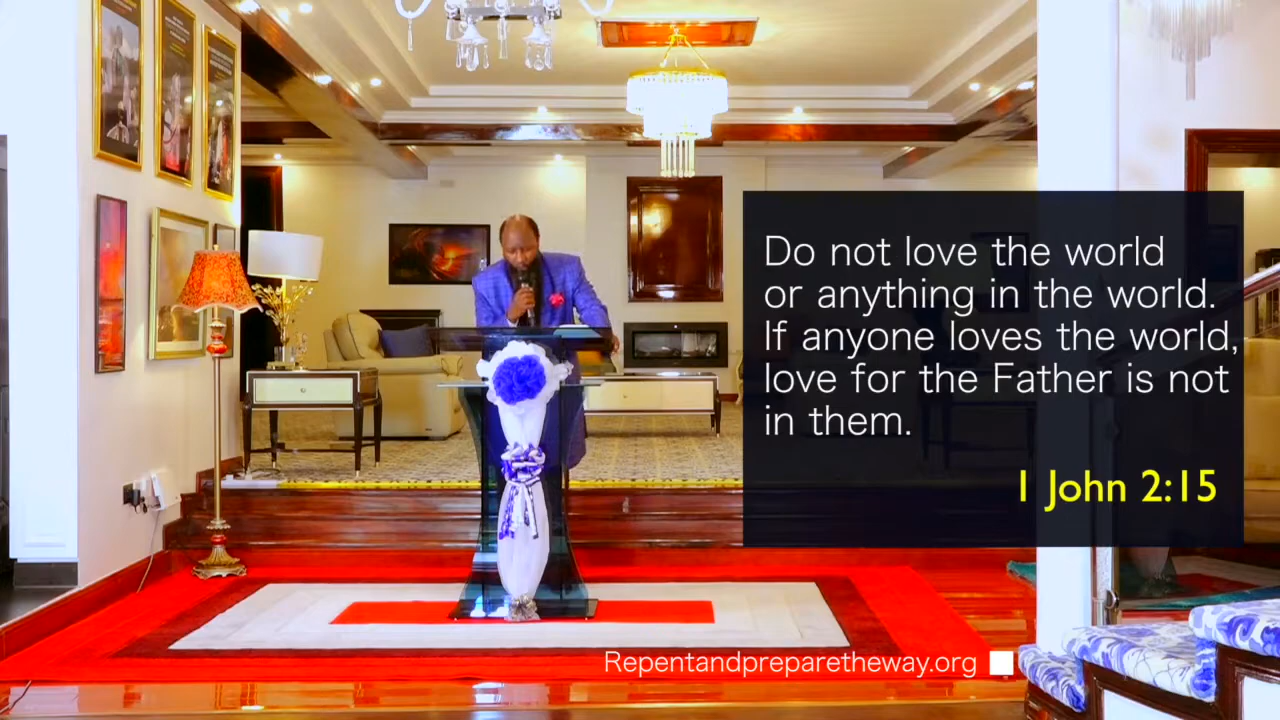 Do not love the world
or anything in the world.
If anyone loves the world,
love for the Father is not
in them.
1 John 2:15
Repentandpreparetheway.org